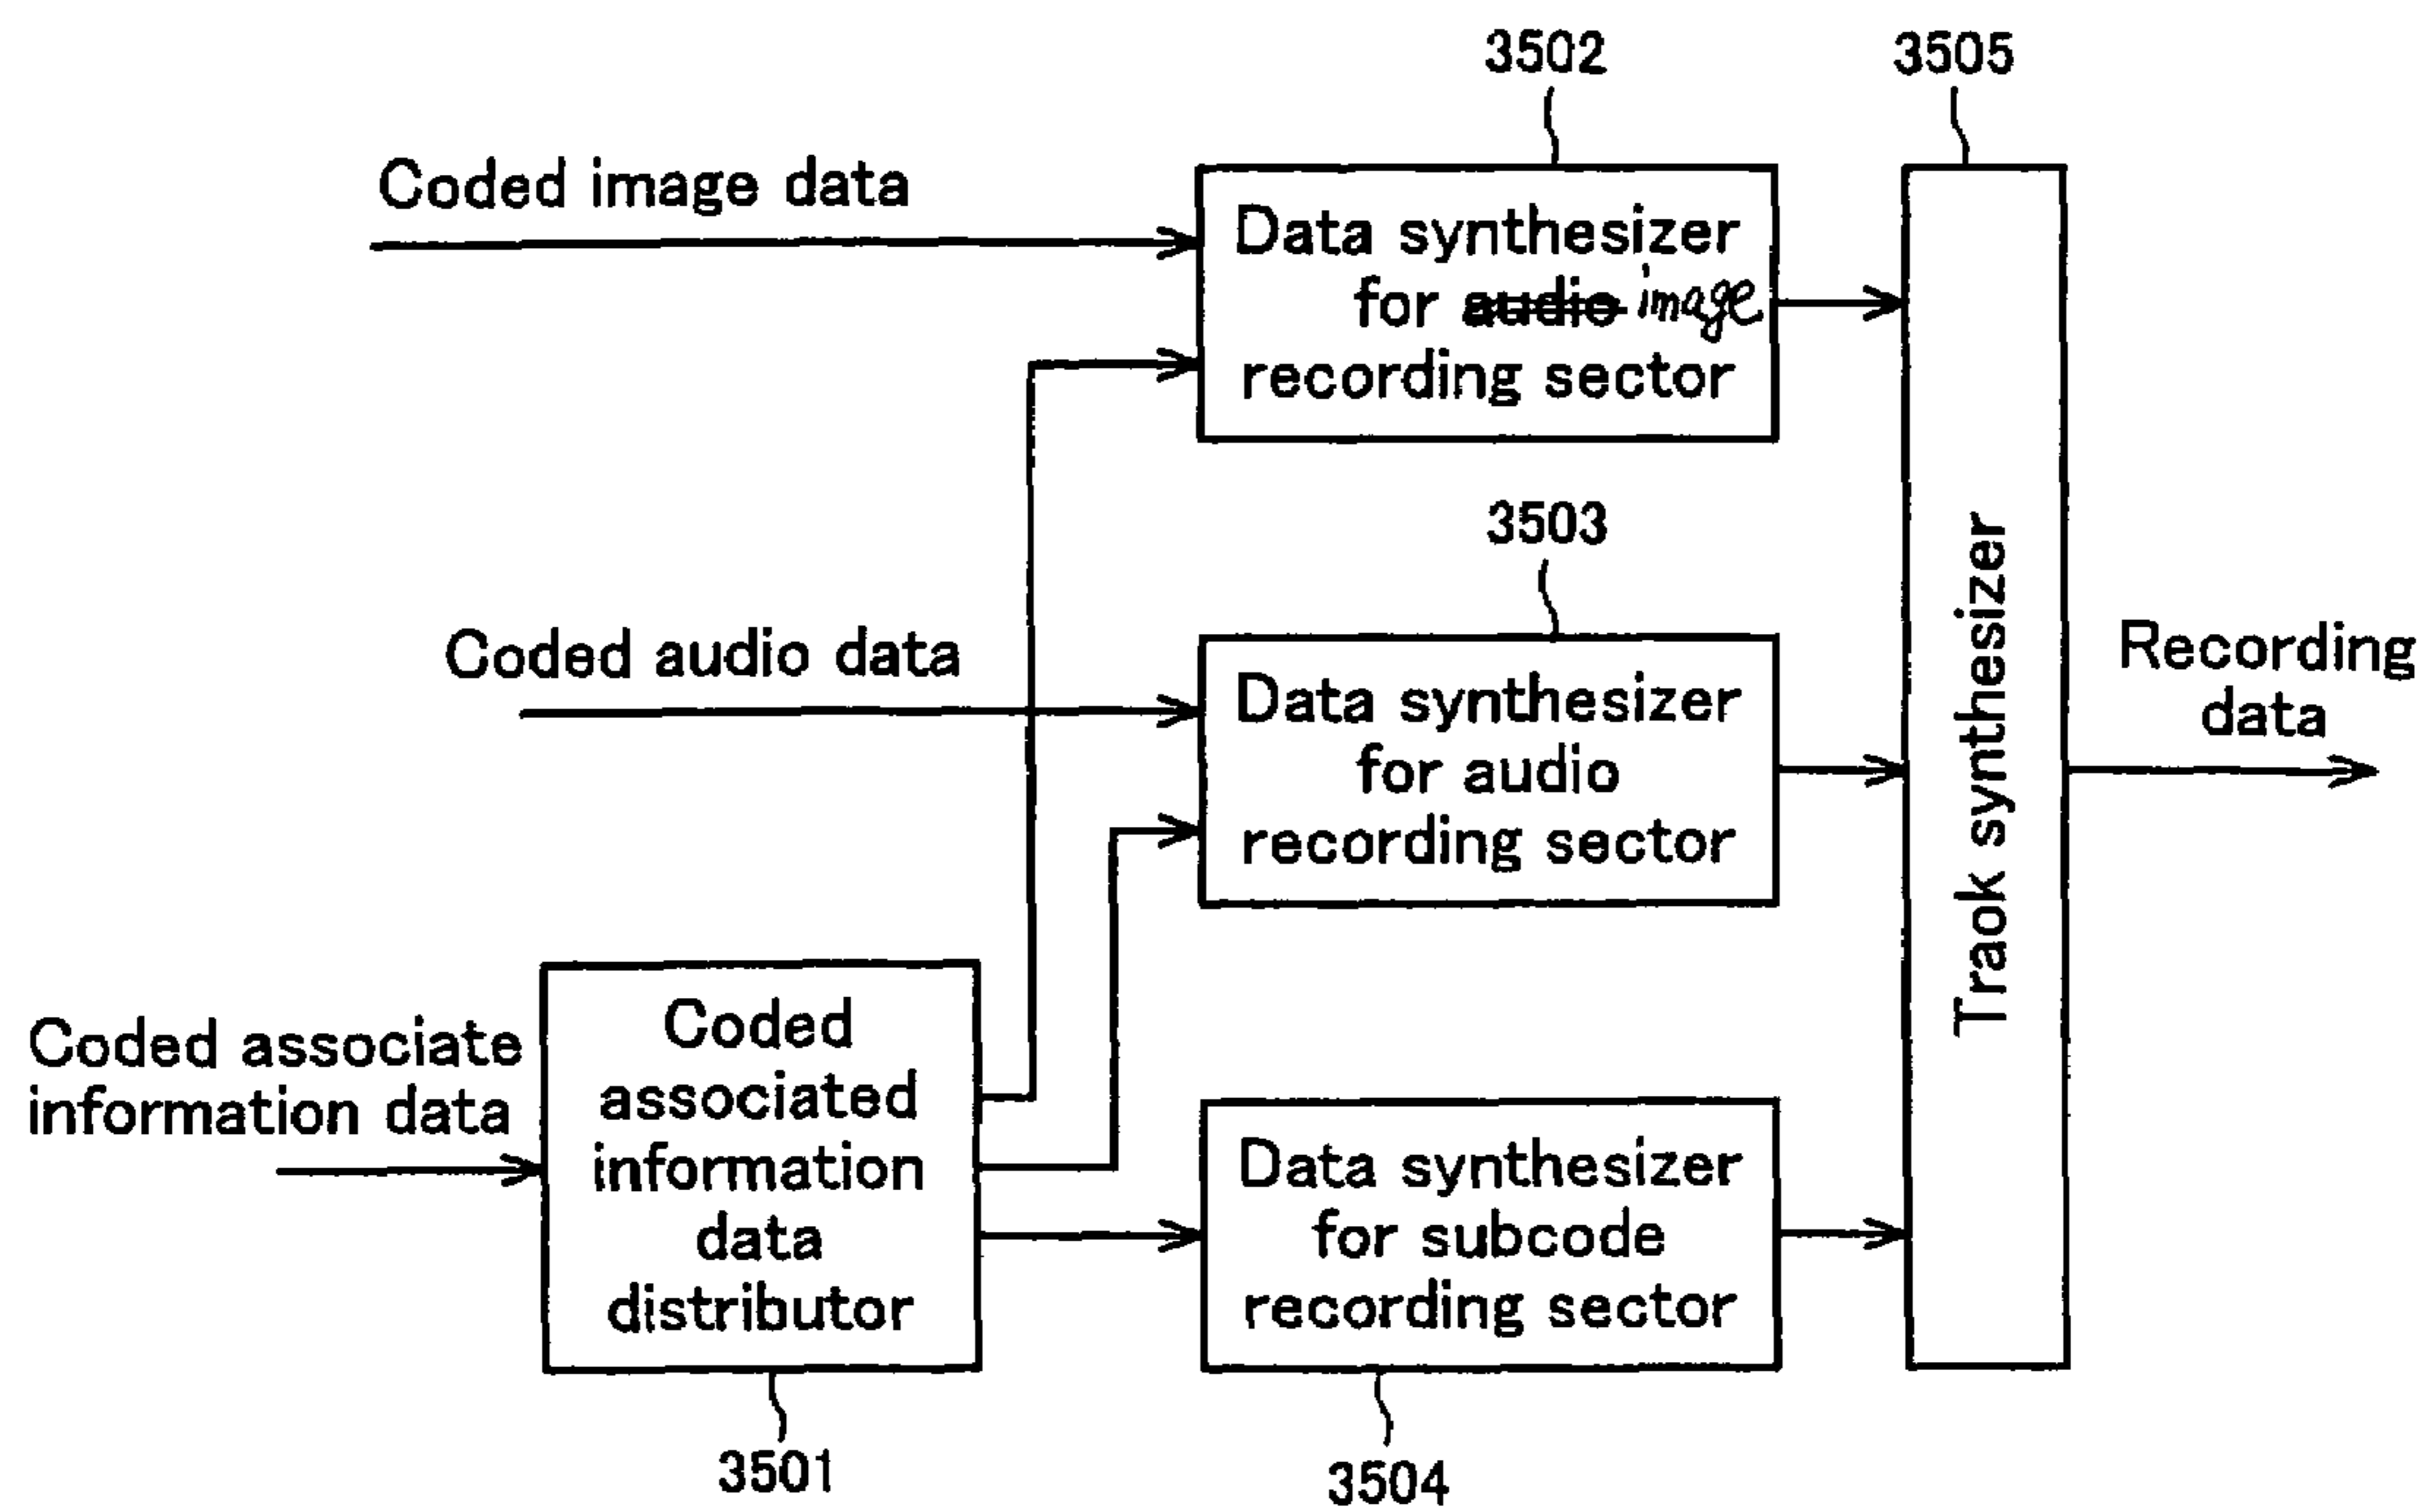 3502
3505
Coded image data
Data synthesizer
for audio image
recording sector
3503
Coded audio data
Data synthesizer
for audio
recording sector
Track synthesizer
Recording
data
Coded associate
information data
Coded
associated
information
data
distributor
Data synthesizer
for subcode
recording sector
3501
3504